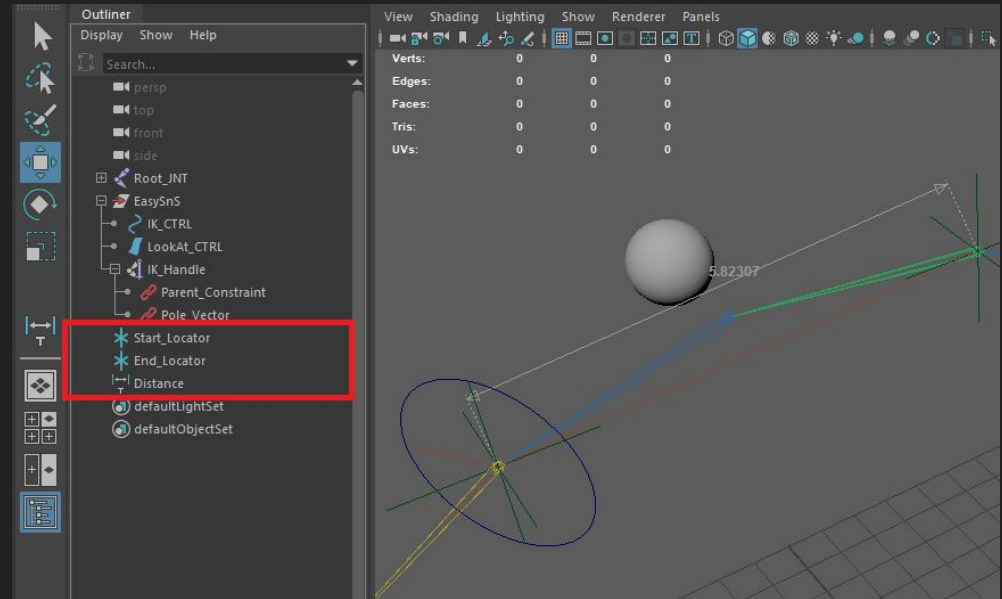 Outliner
Display Show Help
Search...
persp
top
front
side
Root_JNT
EasySnS
IK_CTRL
LookAt_CTRL
IK_Handle
Parent_Constraint
Pole_Vector
Start_Locator
End_Locator
T
Distance
defaultLightSet
defaultObjectSet
View Shading Lighting Show Renderer Panels
Verts: 0 0 0
Edges: 0 0 0
Faces: 0 0 0
Tris: 0 0 0
UVs: 0 0 0
5.82307